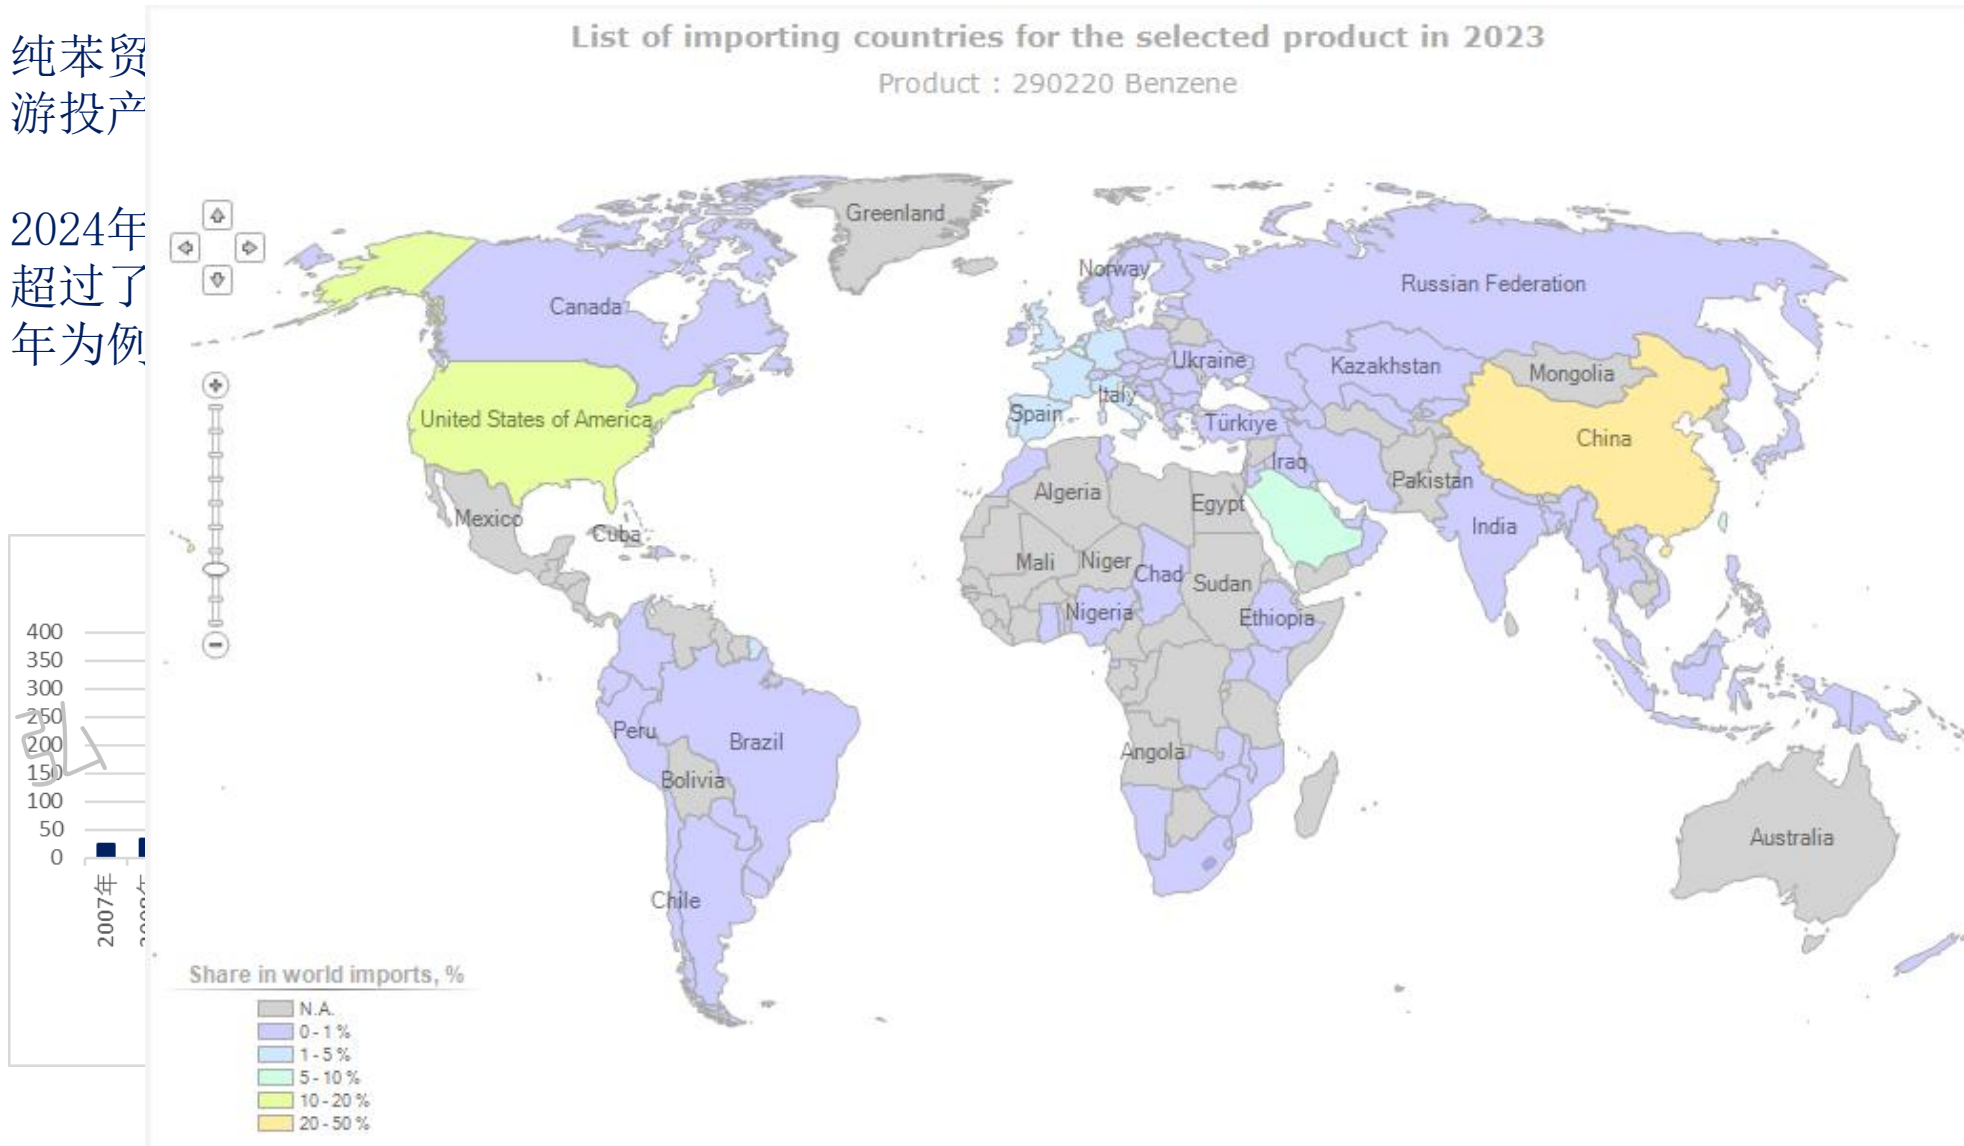 纯苯贸
游投产
2024年
超过了
年为例
List of importing countries for the selected product in 2023
Product : 290220 Benzene
Greenland
Norway
Russian Federation
Canada
Ukraine
Kazakhstan
Mongolia
Italy
Spain
Türkiye
United States of America
China
Iraq
Pakistan
Algeria
Egypt
India
Mexico
Cuba
Mali
Niger
Chad
Sudan
Nigeria
Ethiopia
Peru
Brazil
Angola
Bolivia
Australia
Chile
400
350
300
250
200
150
100
50
0
2007年
Share in world imports, %
N.A.
0 - 1 %
1 - 5 %
5 - 10 %
10 - 20 %
20 - 50 %